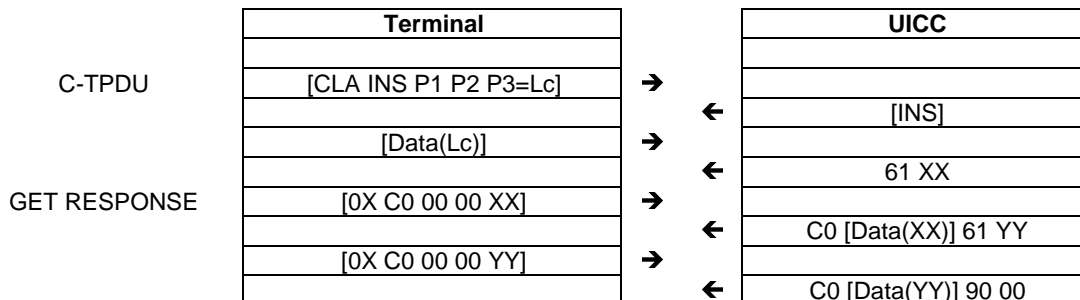 Terminal UICC
C-TPDU [CLA INS P1 P2 P3=Lc] ➔
🡰 [INS]
[Data(Lc)] ➔
🡰 61 XX
GET RESPONSE [0X C0 00 00 XX] ➔
🡰 C0 [Data(XX)] 61 YY
[0X C0 00 00 YY] ➔
🡰 C0 [Data(YY)] 90 00